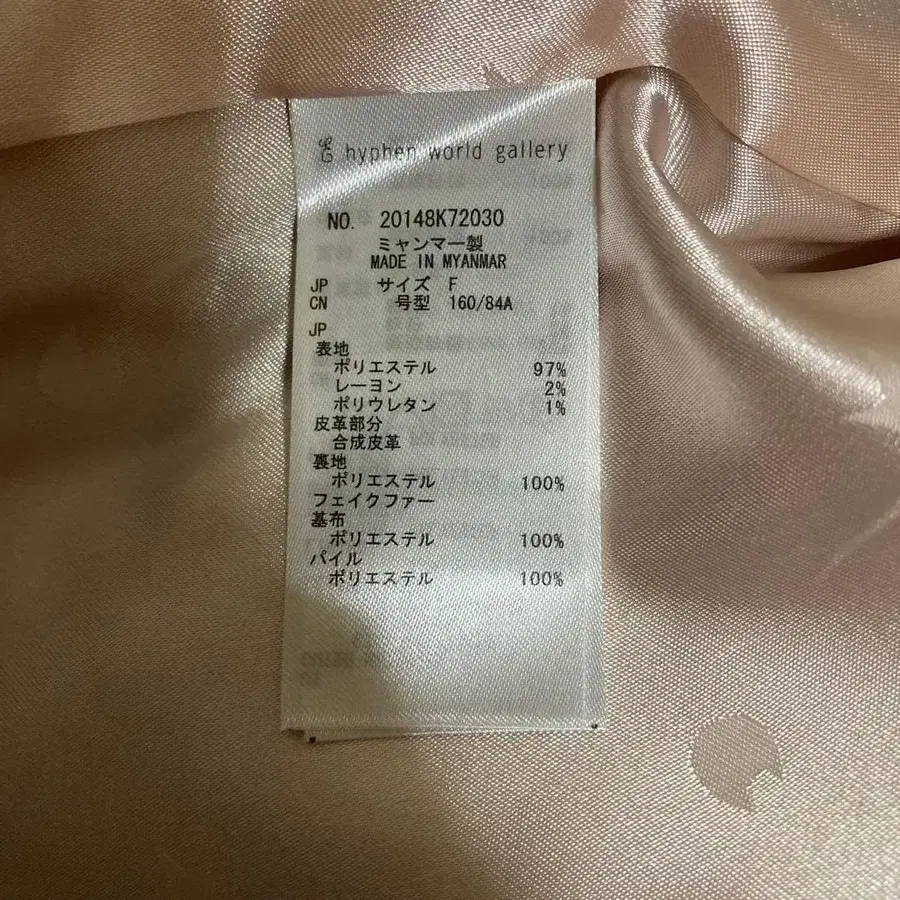 E hyphen world gallery
NO. 20148K72030
ミャンマー製
MADE IN MYANMAR
JP サイズ F
CN 号型 160/84A
JP
表地
ポリエステル 97%
レーヨン 2%
ポリウレタン 1%
皮革部分
合成皮革
裏地
ポリエステル 100%
フェイクファー
基布
ポリエステル 100%
パイル
ポリエステル 100%